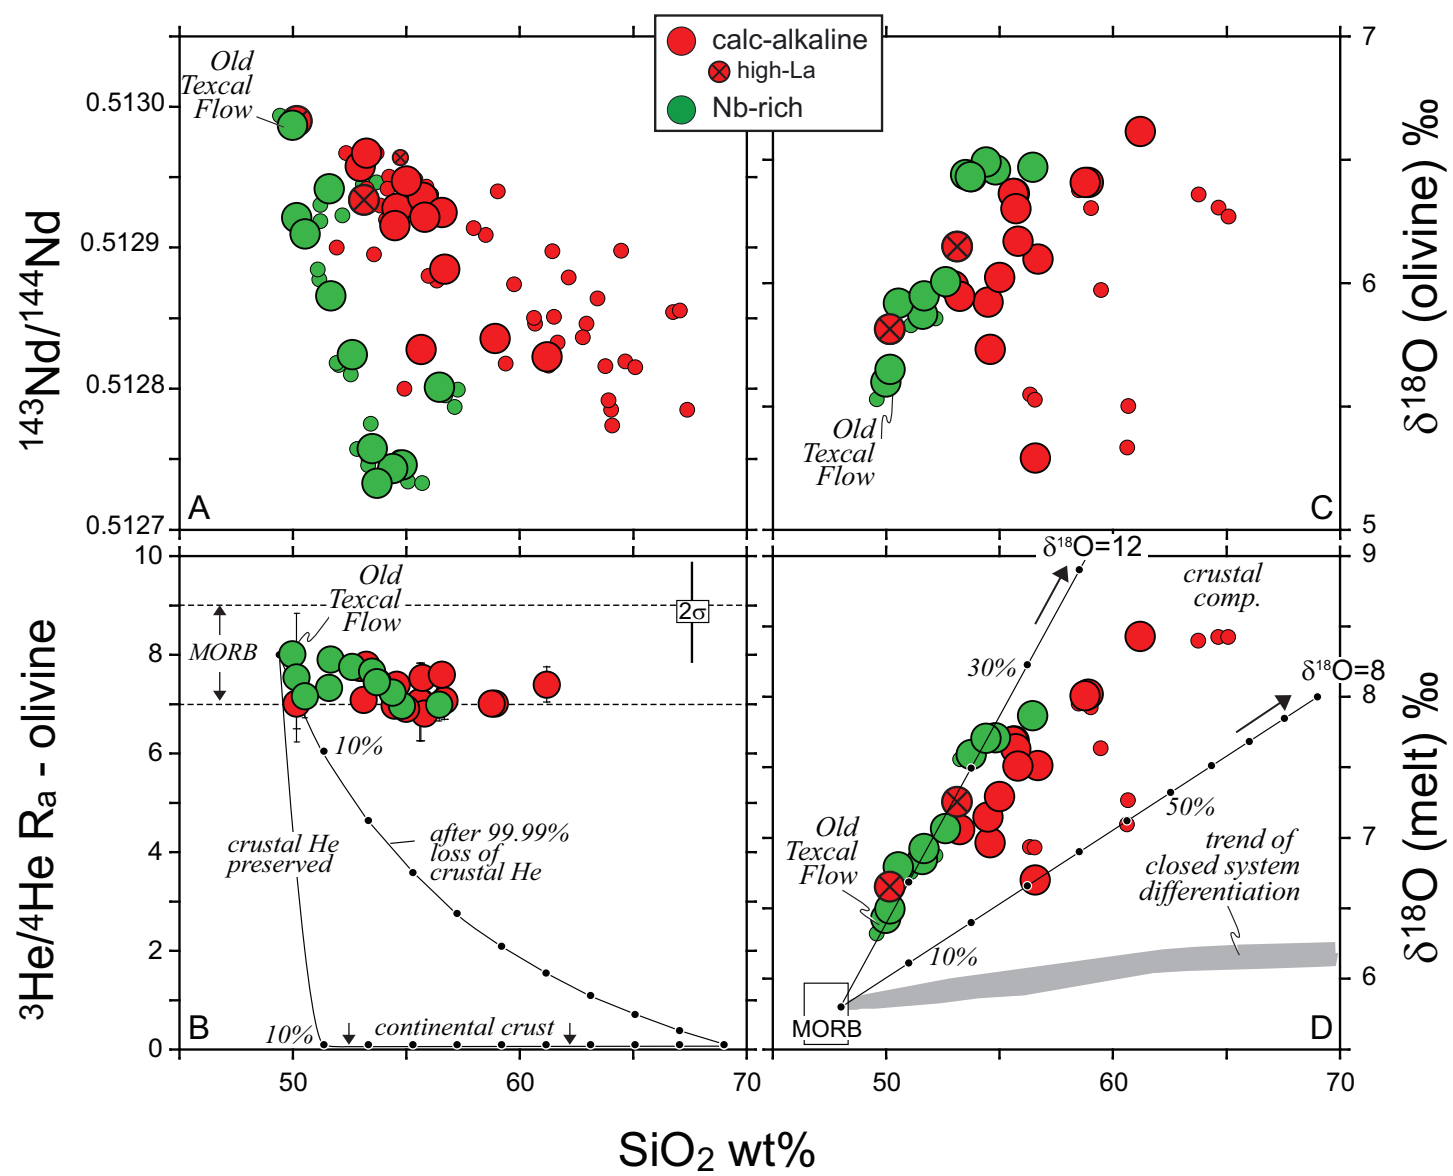 calc-alkaline
high-La
Nb-rich
Old
Texcal
Flow
0.5130
0.5129
0.5128
0.5127
143Nd/144Nd
A
7
6
5
δ18O (olivine) ‰
Old
Texcal
Flow
C
10
8
6
4
2
0
3He/4He Ra - olivine
Old
Texcal
Flow
MORB
2σ
10%
crustal He
preserved
after 99.99%
loss of
crustal He
10%
continental crust
B
50
60
70
δ18O=12
crustal
comp.
30%
δ18O=8
50%
Old
Texcal
Flow
trend of
closed system
differentiation
10%
MORB
D
9
8
7
6
δ18O (melt) ‰
50
60
70
SiO2 wt%